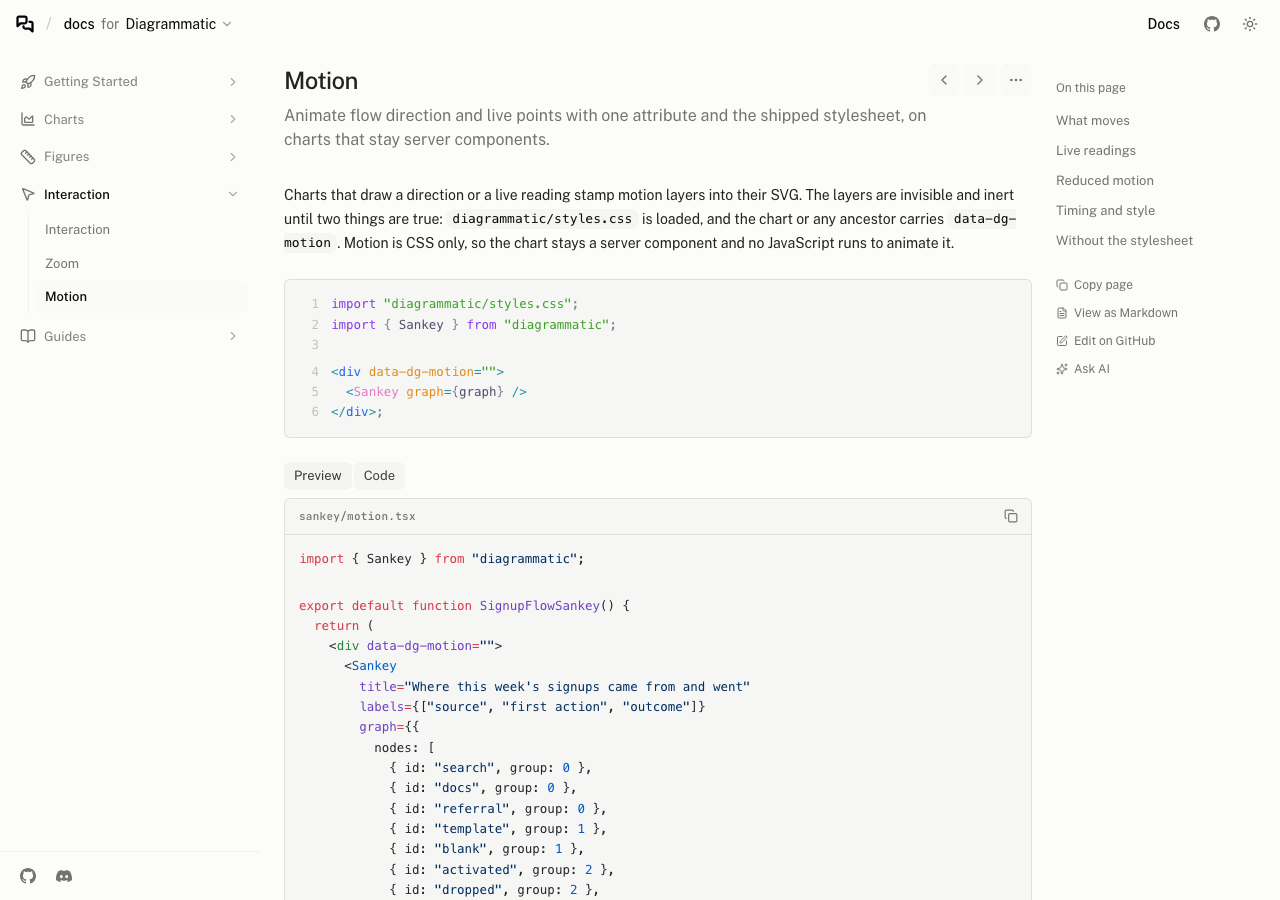 docs for Diagrammatic
Docs
Getting Started
Charts
Figures
Interaction
Interaction
Zoom
Motion
Guides
Motion
Animate flow direction and live points with one attribute and the shipped stylesheet, on
charts that stay server components.
Charts that draw a direction or a live reading stamp motion layers into their SVG. The layers are invisible and inert
until two things are true: diagrammatic/styles.css is loaded, and the chart or any ancestor carries data-dg-
motion . Motion is CSS only, so the chart stays a server component and no JavaScript runs to animate it.
1 import "diagrammatic/styles.css";
2 import { Sankey } from "diagrammatic";
3
4 <div data-dg-motion="">
5   <Sankey graph={graph} />
6 </div>;
Preview Code
sankey/motion.tsx
import { Sankey } from "diagrammatic";
export default function SignupFlowSankey() {
  return (
    <div data-dg-motion="">
      <Sankey
        title="Where this week's signups came from and went"
        labels={["source", "first action", "outcome"]}
        graph={{
          nodes: [
            { id: "search", group: 0 },
            { id: "docs", group: 0 },
            { id: "referral", group: 0 },
            { id: "template", group: 1 },
            { id: "blank", group: 1 },
            { id: "activated", group: 2 },
            { id: "dropped", group: 2 },
On this page
What moves
Live readings
Reduced motion
Timing and style
Without the stylesheet
Copy page
View as Markdown
Edit on GitHub
Ask AI